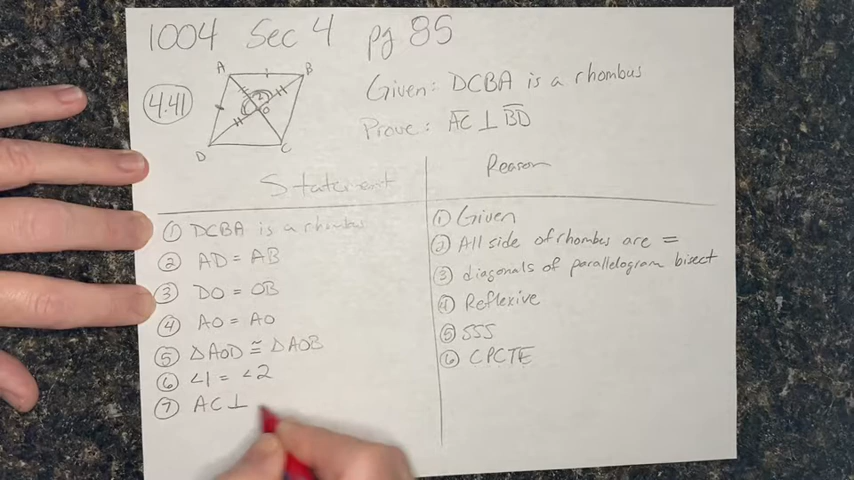 1004 Sec 4 pg 85
4.41
A B
1 2
O
D C
Given: DCBA is a rhombus
Prove: AC ⊥ BD
Statement Reason
① DCBA is a rhombus ① Given
② AD = AB ② All side of rhombus are =
③ DO = OB ③ diagonals of parallelogram bisect
④ AO = AO ④ Reflexive
⑤ △AOD ≅ △AOB ⑤ SSS
⑥ ∠1 = ∠2 ⑥ CPCTE
⑦ AC ⊥